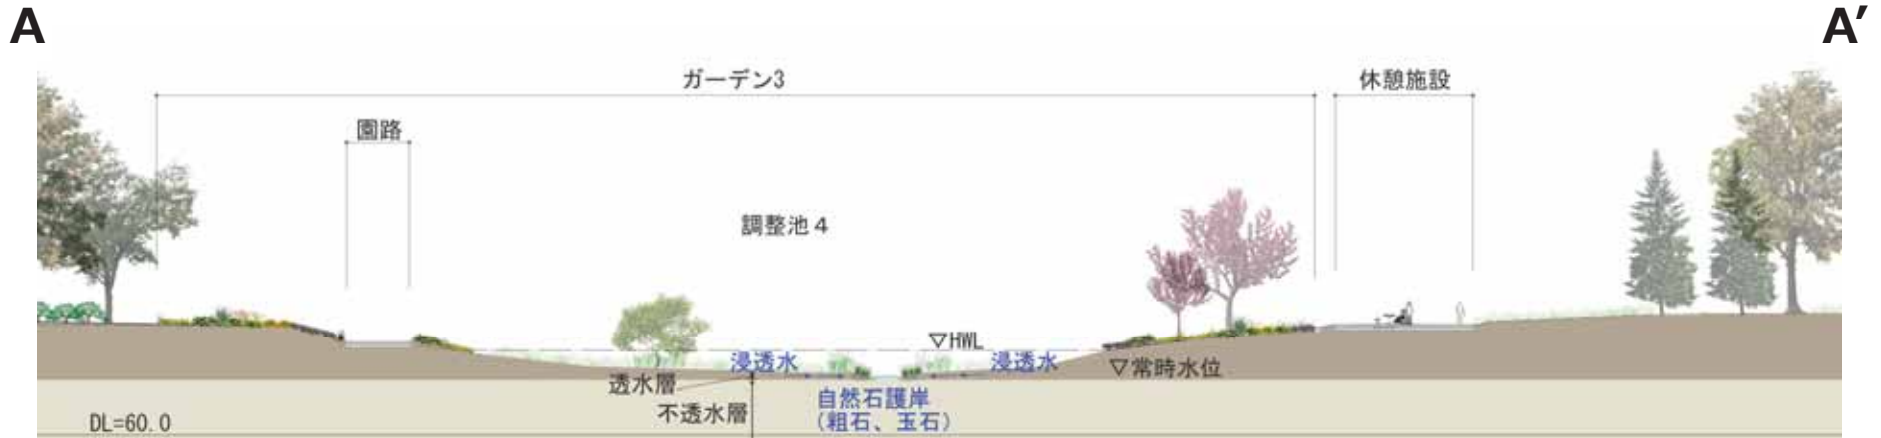 A
A'
ガーデン3
休憩施設
園路
調整池4
▽HWL
浸透水
浸透水
▽常時水位
透水層
不透水層
自然石護岸
(粗石、玉石)
DL=60.0